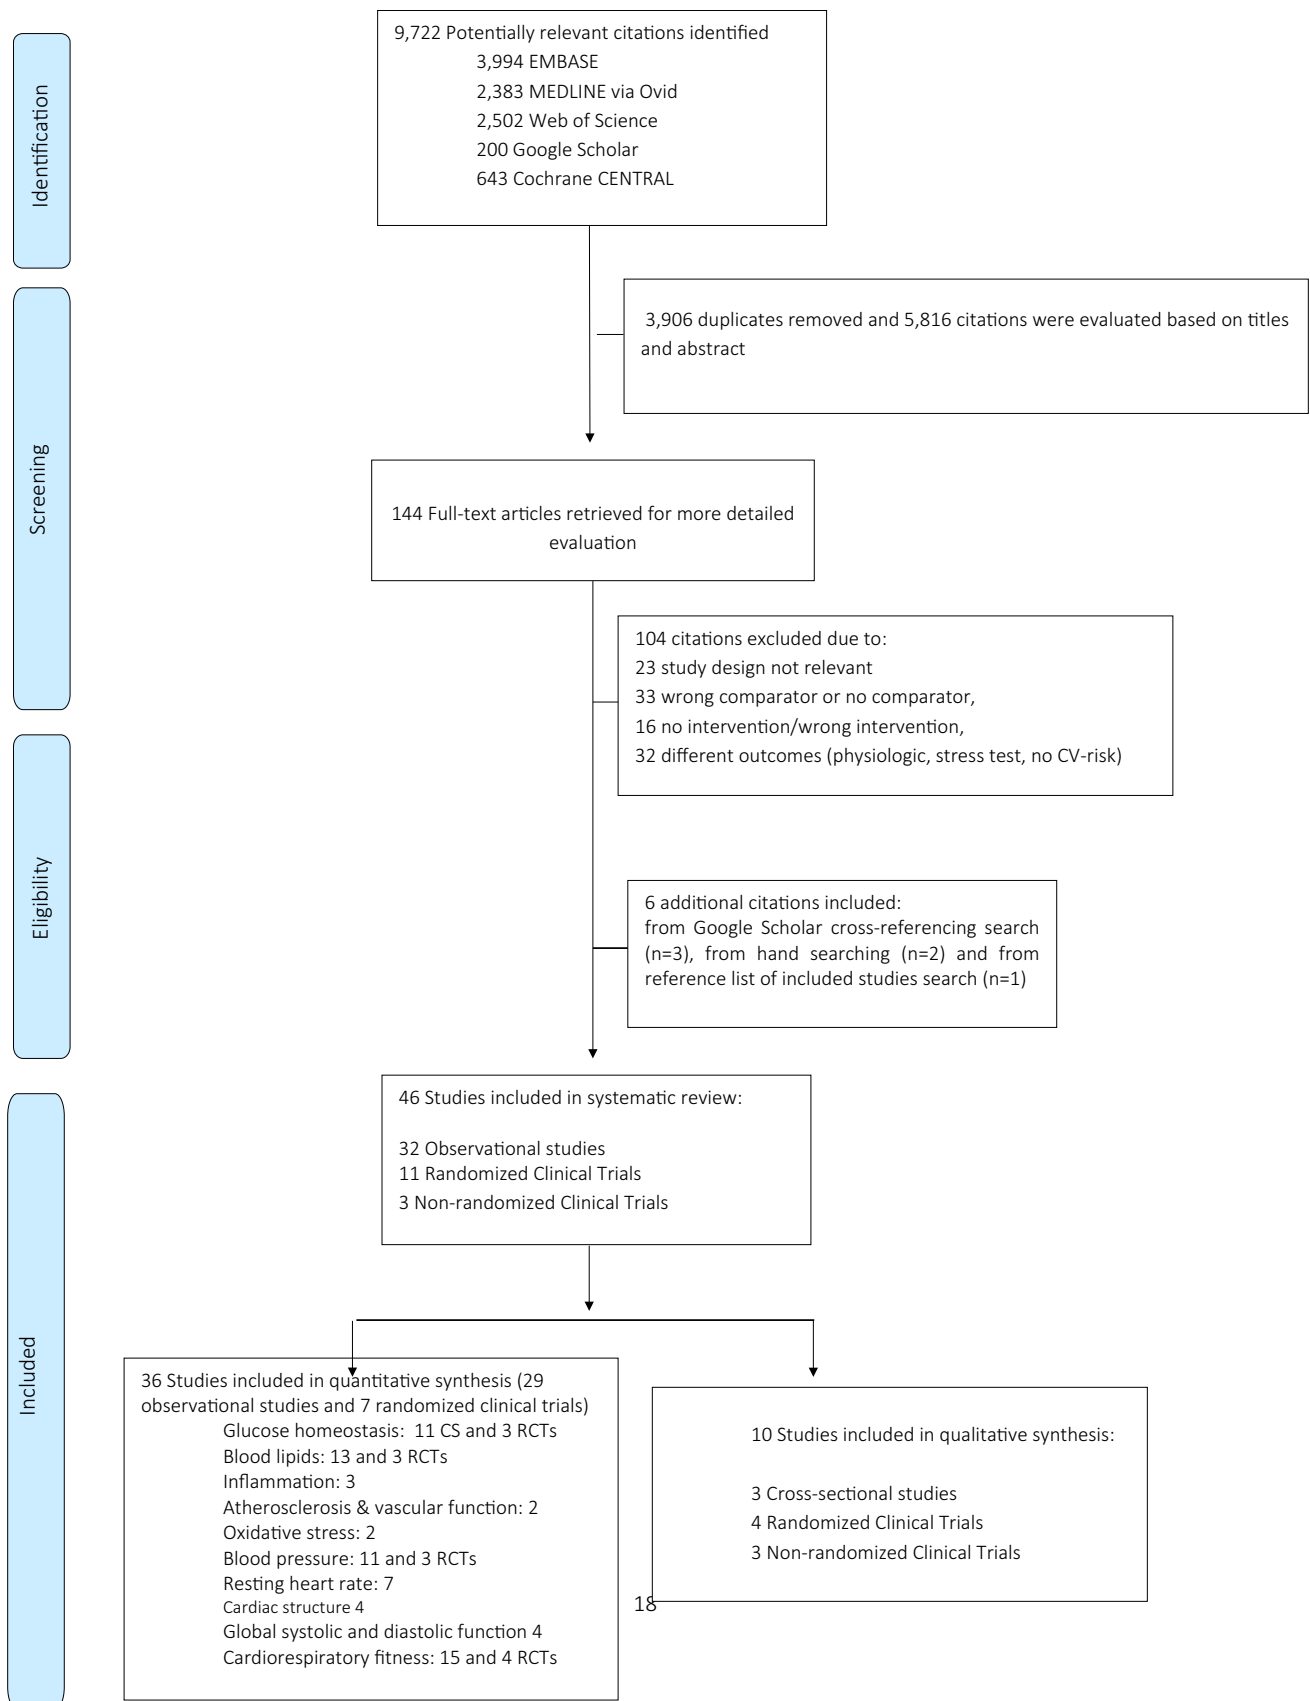 Identification
9,722 Potentially relevant citations identified
3,994 EMBASE
2,383 MEDLINE via Ovid
2,502 Web of Science
200 Google Scholar
643 Cochrane CENTRAL
Screening
3,906 duplicates removed and 5,816 citations were evaluated based on titles
and abstract
144 Full-text articles retrieved for more detailed
evaluation
104 citations excluded due to:
23 study design not relevant
33 wrong comparator or no comparator,
16 no intervention/wrong intervention,
32 different outcomes (physiologic, stress test, no CV-risk)
Eligibility
6 additional citations included:
from Google Scholar cross-referencing search
(n=3), from hand searching (n=2) and from
reference list of included studies search (n=1)
Included
46 Studies included in systematic review:
32 Observational studies
11 Randomized Clinical Trials
3 Non-randomized Clinical Trials
36 Studies included in quantitative synthesis (29
observational studies and 7 randomized clinical trials)
Glucose homeostasis: 11 CS and 3 RCTs
Blood lipids: 13 and 3 RCTs
Inflammation: 3
Atherosclerosis & vascular function: 2
Oxidative stress: 2
Blood pressure: 11 and 3 RCTs
Resting heart rate: 7
Cardiac structure 4
Global systolic and diastolic function 4
Cardiorespiratory fitness: 15 and 4 RCTs
10 Studies included in qualitative synthesis:
3 Cross-sectional studies
4 Randomized Clinical Trials
3 Non-randomized Clinical Trials
18